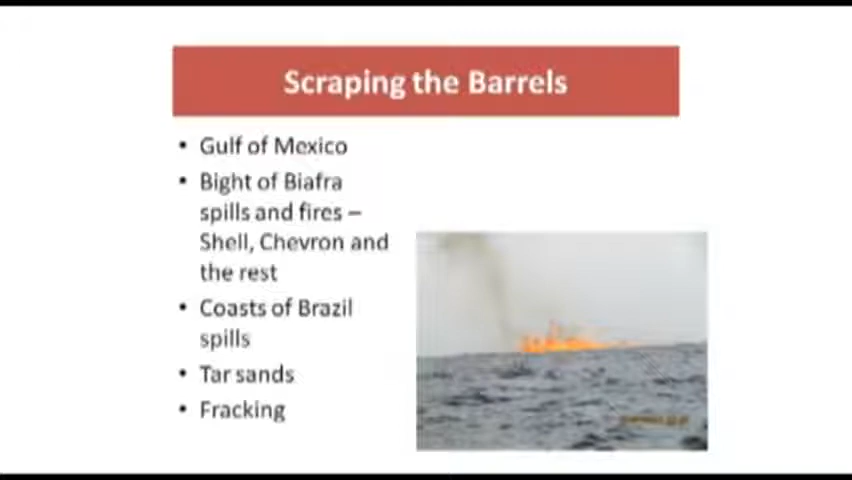 Scraping the Barrels
• Gulf of Mexico
• Bight of Biafra
spills and fires –
Shell, Chevron and
the rest
• Coasts of Brazil
spills
• Tar sands
• Fracking